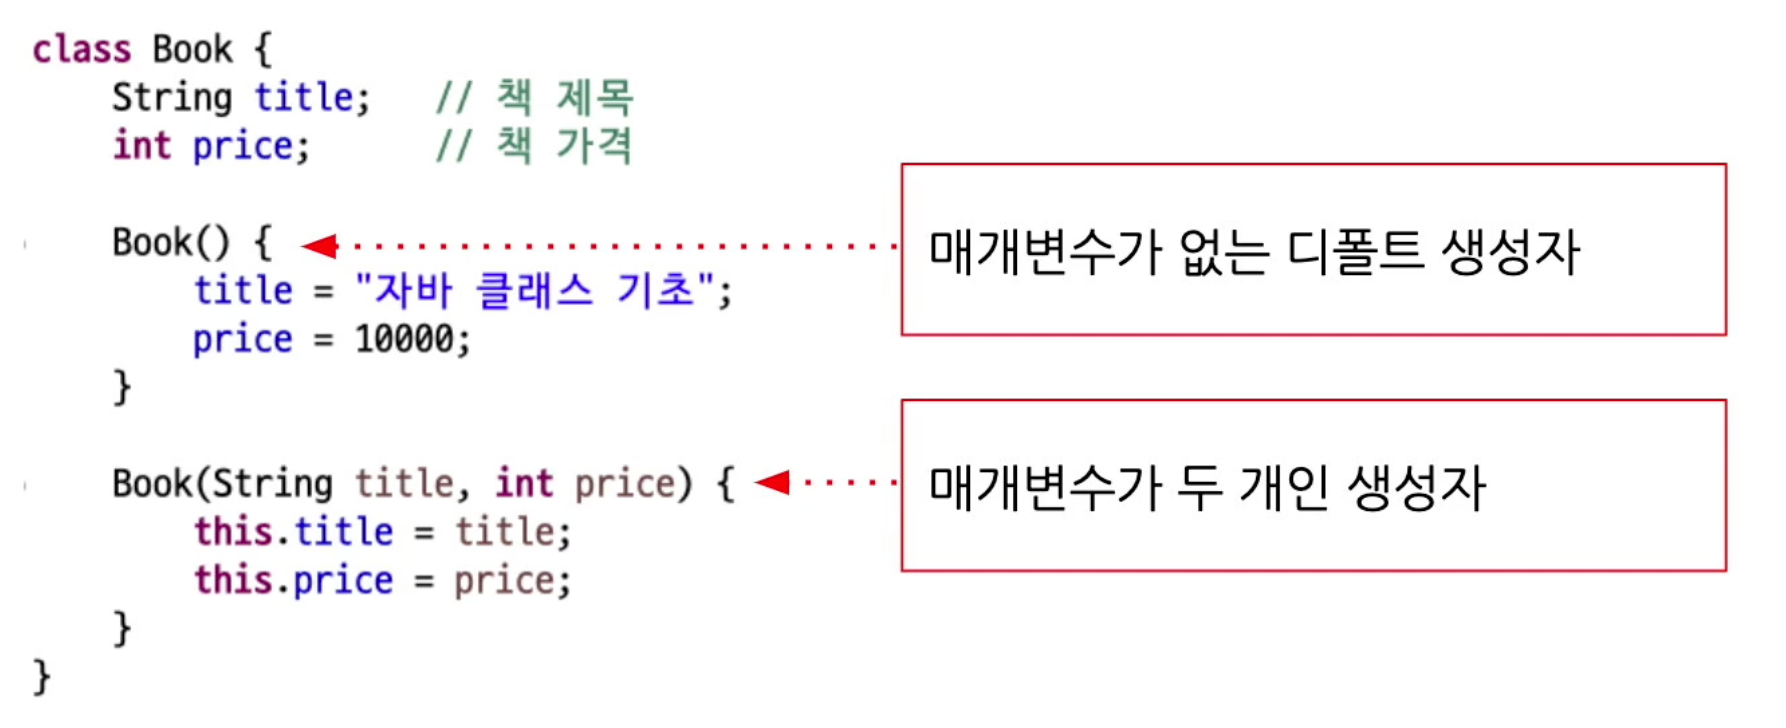 class Book {
    String title;   // 책 제목
    int price;      // 책 가격
    Book() {
        title = "자바 클래스 기초";
        price = 10000;
    }
    Book(String title, int price) {
        this.title = title;
        this.price = price;
    }
}
매개변수가 없는 디폴트 생성자
매개변수가 두 개인 생성자